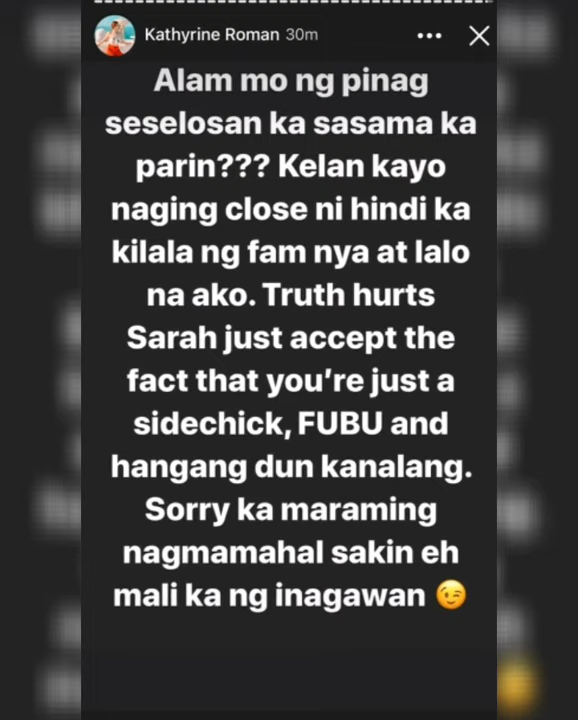 Kathyrine Roman 30m
Alam mo ng pinag
seselosan ka sasama ka
parin??? Kelan kayo
naging close ni hindi ka
kilala ng fam nya at lalo
na ako. Truth hurts
Sarah just accept the
fact that you're just a
sidechick, FUBU and
hangang dun kanalang.
Sorry ka maraming
nagmamahal sakin eh
mali ka ng inagawan 😉